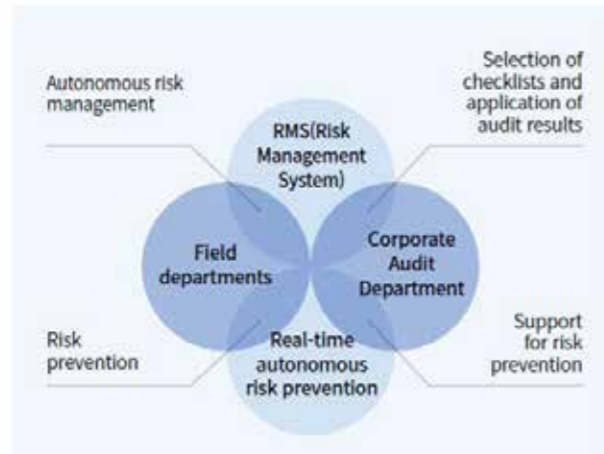 Autonomous risk
management
Selection of
checklists and
application of
audit results
RMS(Risk
Management
System)
Field
departments
Corporate
Audit
Department
Risk
prevention
Real-time
autonomous
risk prevention
Support
for risk
prevention